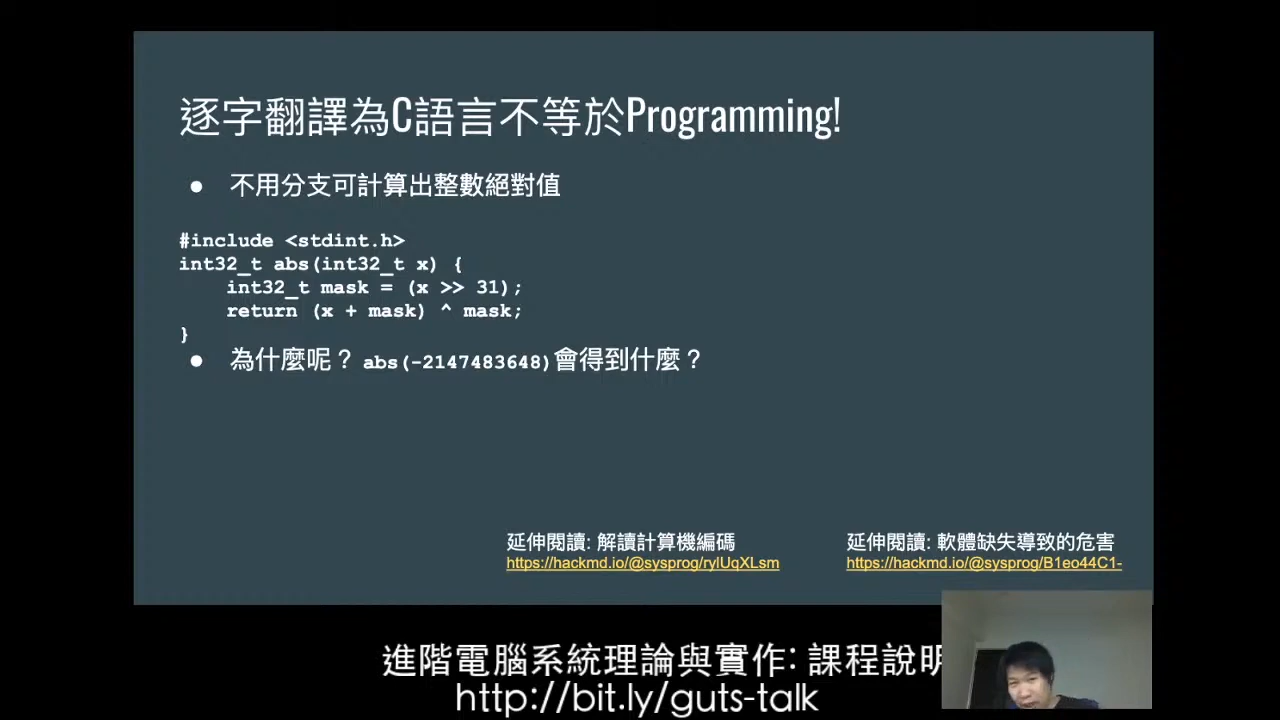 逐字翻譯為C語言不等於Programming!
● 不用分支可計算出整數絕對值
#include <stdint.h>
int32_t abs(int32_t x) {
    int32_t mask = (x >> 31);
    return (x + mask) ^ mask;
}
● 為什麼呢？ abs(-2147483648)會得到什麼？
延伸閱讀: 解讀計算機編碼
https://hackmd.io/@sysprog/rylUqXLsm
延伸閱讀: 軟體缺失導致的危害
https://hackmd.io/@sysprog/B1eo44C1-
進階電腦系統理論與實作: 課程說明
http://bit.ly/guts-talk